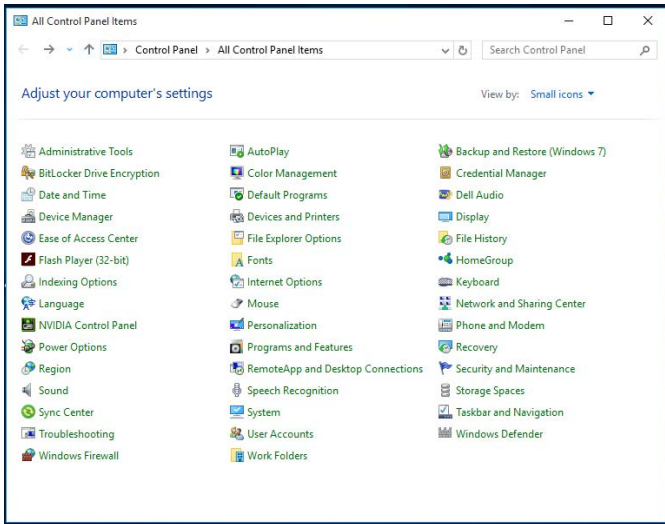 All Control Panel Items
Control Panel > All Control Panel Items
Search Control Panel
Adjust your computer's settings
View by: Small icons
Administrative Tools
AutoPlay
Backup and Restore (Windows 7)
BitLocker Drive Encryption
Color Management
Credential Manager
Date and Time
Default Programs
Dell Audio
Device Manager
Devices and Printers
Display
Ease of Access Center
File Explorer Options
File History
Flash Player (32-bit)
Fonts
HomeGroup
Indexing Options
Internet Options
Keyboard
Language
Mouse
Network and Sharing Center
NVIDIA Control Panel
Personalization
Phone and Modem
Power Options
Programs and Features
Recovery
Region
RemoteApp and Desktop Connections
Security and Maintenance
Sound
Speech Recognition
Storage Spaces
Sync Center
System
Taskbar and Navigation
Troubleshooting
User Accounts
Windows Defender
Windows Firewall
Work Folders